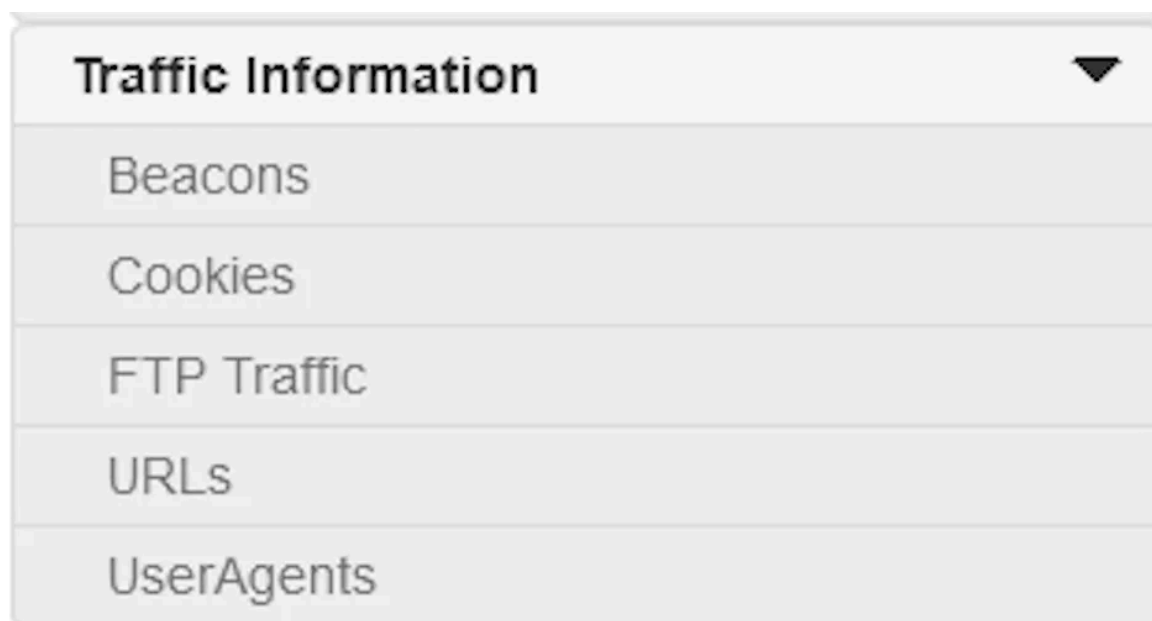 Traffic Information
Beacons
Cookies
FTP Traffic
URLs
UserAgents